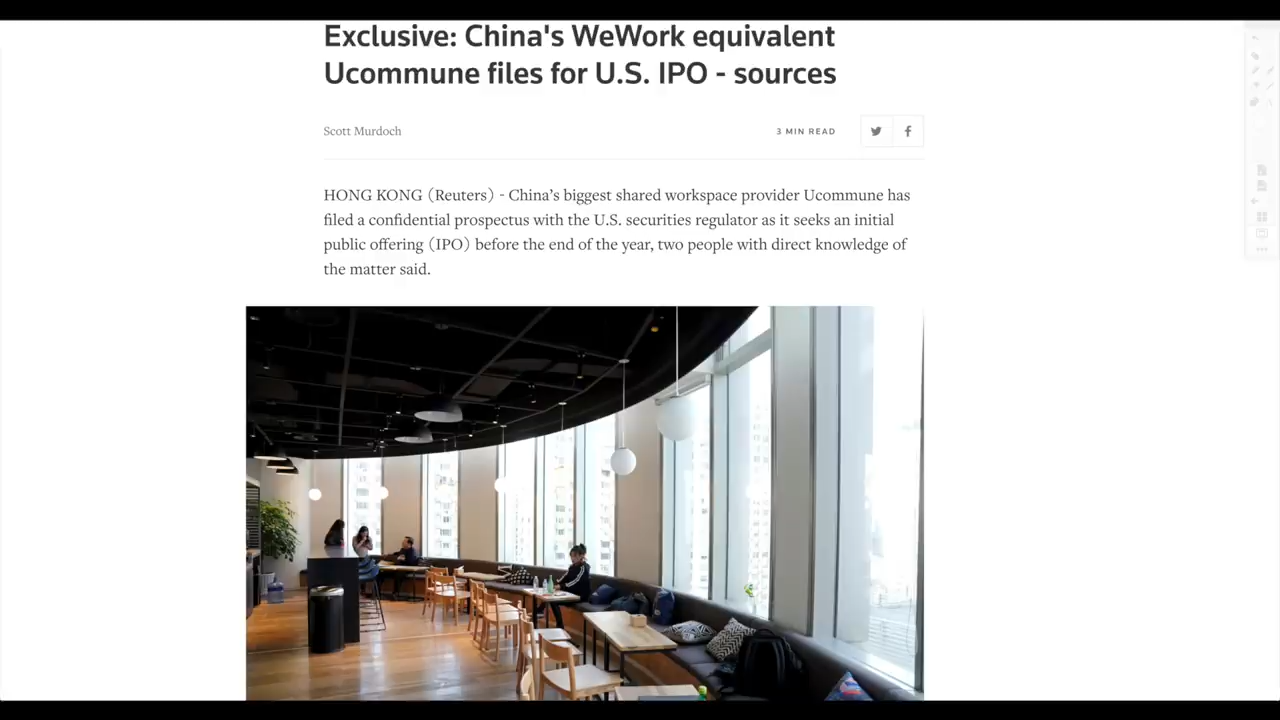 Exclusive: China's WeWork equivalent
Ucommune files for U.S. IPO - sources
Scott Murdoch
3 MIN READ
HONG KONG (Reuters) - China’s biggest shared workspace provider Ucommune has
filed a confidential prospectus with the U.S. securities regulator as it seeks an initial
public offering (IPO) before the end of the year, two people with direct knowledge of
the matter said.